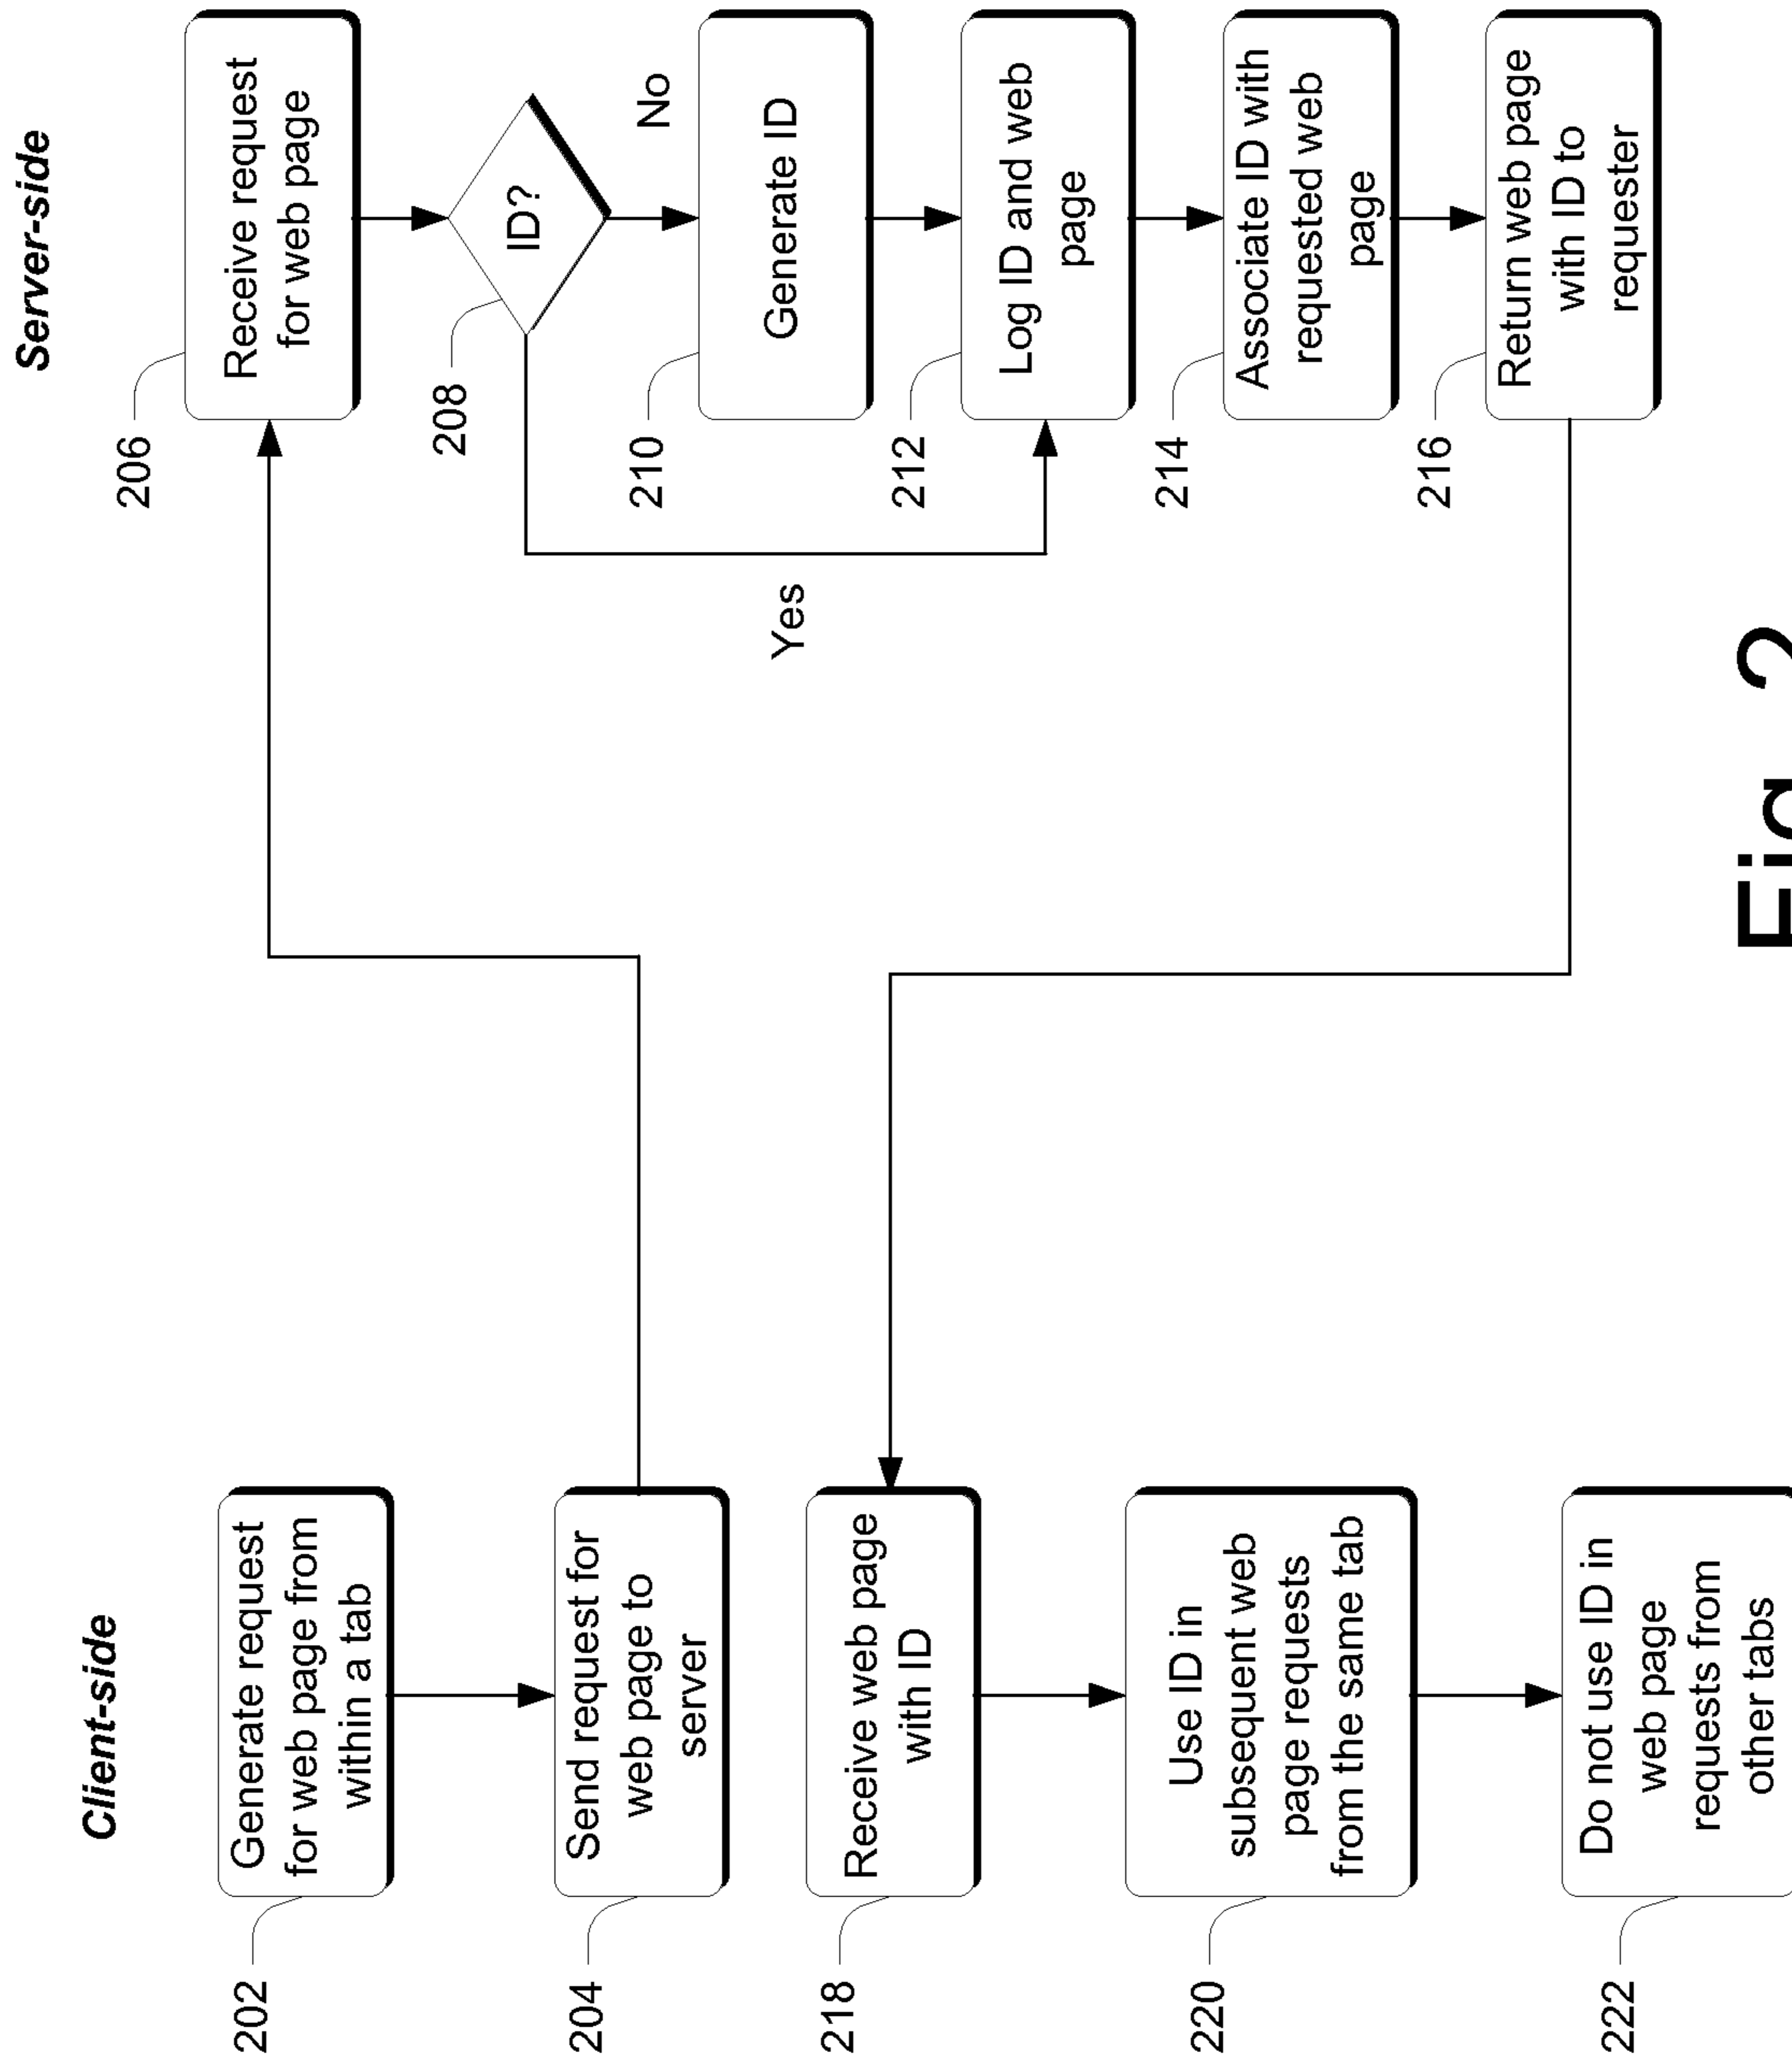 Client-side
202
Generate request
for web page from
within a tab
204
Send request for
web page to
server
218
Receive web page
with ID
220
Use ID in
subsequent web
page requests
from the same tab
222
Do not use ID in
web page
requests from
other tabs
Server-side
206
Receive request
for web page
208
ID?
No
Yes
210
Generate ID
212
Log ID and web
page
214
Associate ID with
requested web
page
216
Return web page
with ID to
requester
Fig. 2